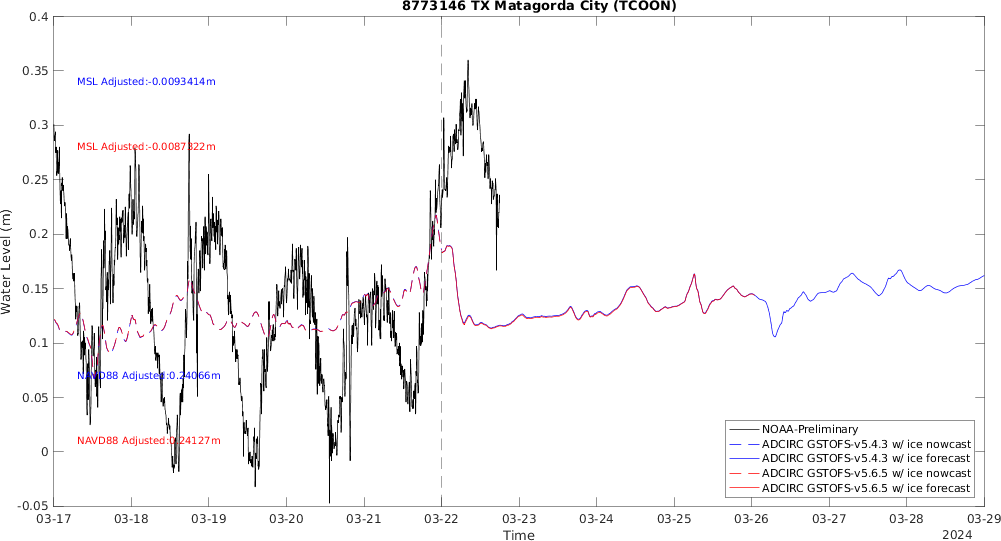 8773146 TX Matagorda City (TCOON)
0.4
0.35
0.3
0.25
0.2
0.15
0.1
0.05
0
-0.05
Water Level (m)
MSL Adjusted:-0.0093414m
MSL Adjusted:-0.0087322m
NAVD88 Adjusted:0.24066m
NAVD88 Adjusted:0.24127m
NOAA-Preliminary
ADCIRC GSTOFS-v5.4.3 w/ ice nowcast
ADCIRC GSTOFS-v5.4.3 w/ ice forecast
ADCIRC GSTOFS-v5.6.5 w/ ice nowcast
ADCIRC GSTOFS-v5.6.5 w/ ice forecast
03-17 03-18 03-19 03-20 03-21 03-22 03-23 03-24 03-25 03-26 03-27 03-28 03-29
Time
2024